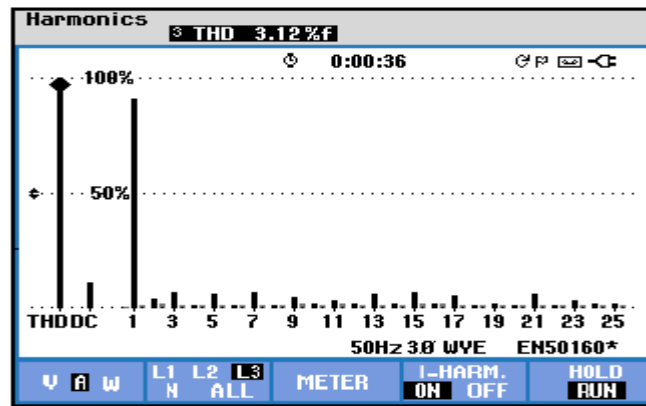 Harmonics
3 THD 3.12%f
0:00:36
100%
50%
THD DC 1 3 5 7 9 11 13 15 17 19 21 23 25
50Hz 3Ø WYE EN50160*
V A W
L1 L2 L3
N ALL
METER
I-HARM.
ON OFF
HOLD
RUN